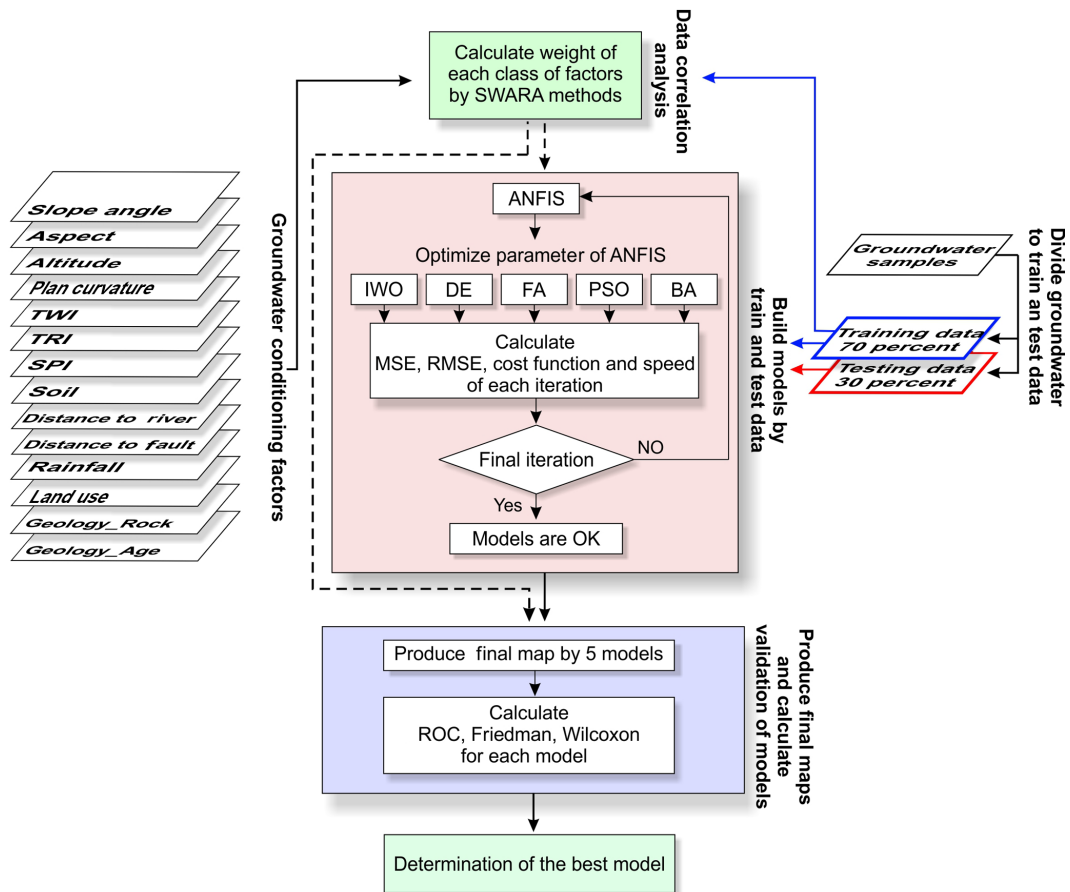 Calculate weight of
each class of factors
by SWARA methods
Data correlation
analysis
Slope angle
Aspect
Altitude
Plan curvature
TWI
TRI
SPI
Soil
Distance to river
Distance to fault
Rainfall
Land use
Geology_Rock
Geology_Age
Groundwater conditioning factors
ANFIS
Optimize parameter of ANFIS
IWO
DE
FA
PSO
BA
Calculate
MSE, RMSE, cost function and speed
of each iteration
Final iteration
NO
Yes
Models are OK
Build models by
train and test data
Groundwater
samples
Training data
70 percent
Testing data
30 percent
Divide groundwater
to train an test data
Produce final map by 5 models
Calculate
ROC, Friedman, Wilcoxon
for each model
Produce final maps
and calculate
validation of models
Determination of the best model